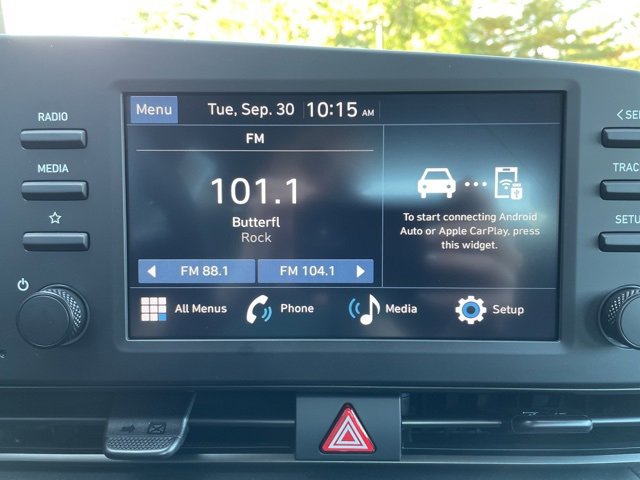 RADIO
MEDIA
Menu
Tue, Sep. 30 10:15 AM
FM
101.1
Butterfl
Rock
FM 88.1
FM 104.1
To start connecting Android
Auto or Apple CarPlay, press
this widget.
All Menus
Phone
Media
Setup
< SE
TRAC
SETU